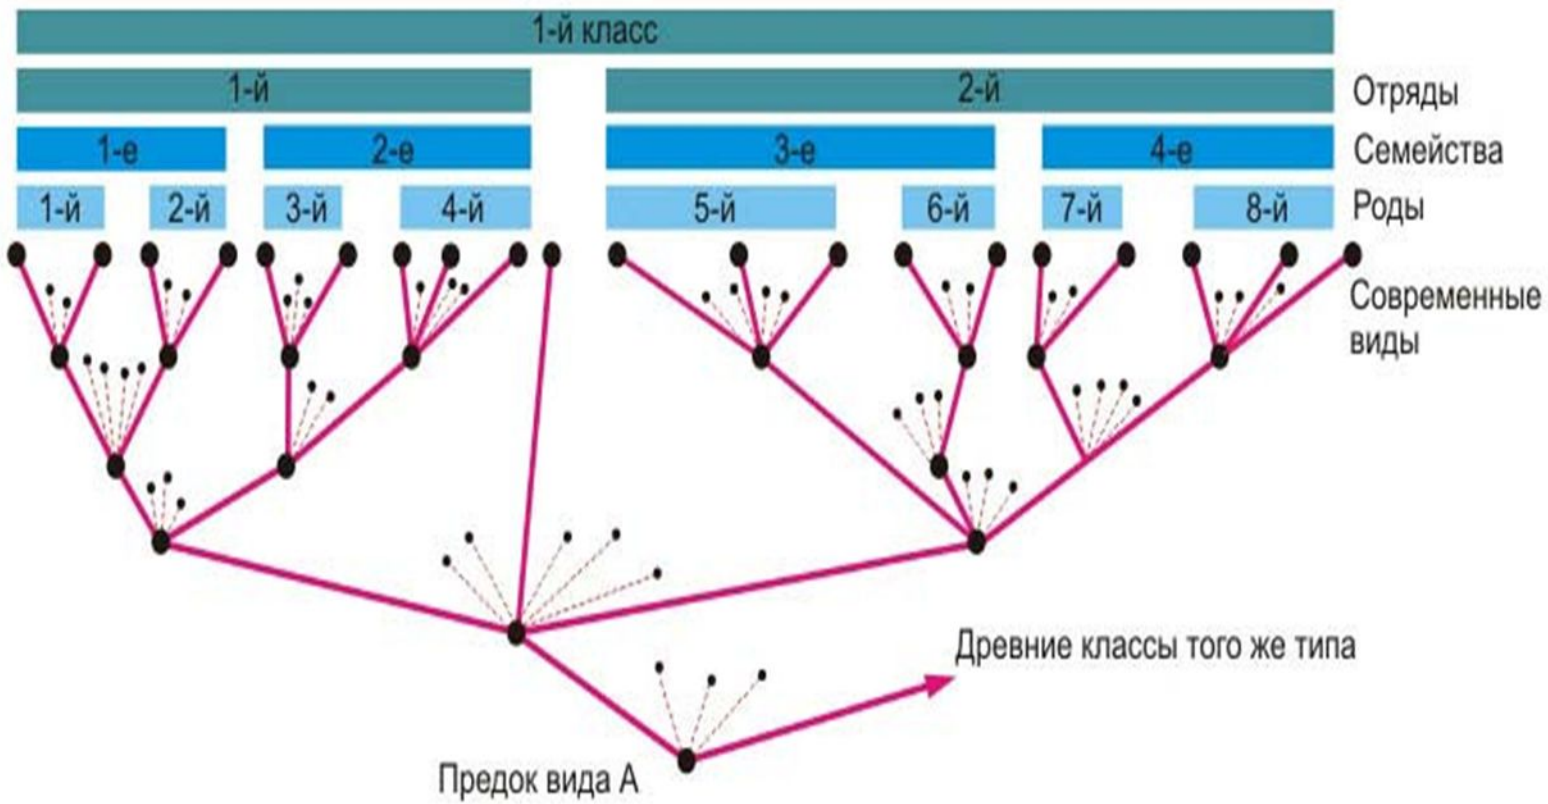 1-й класс
1-й
2-й
Отряды
1-е
2-е
3-е
4-е
Семейства
1-й
2-й
3-й
4-й
5-й
6-й
7-й
8-й
Роды
Современные
виды
Древние классы того же типа
Предок вида А